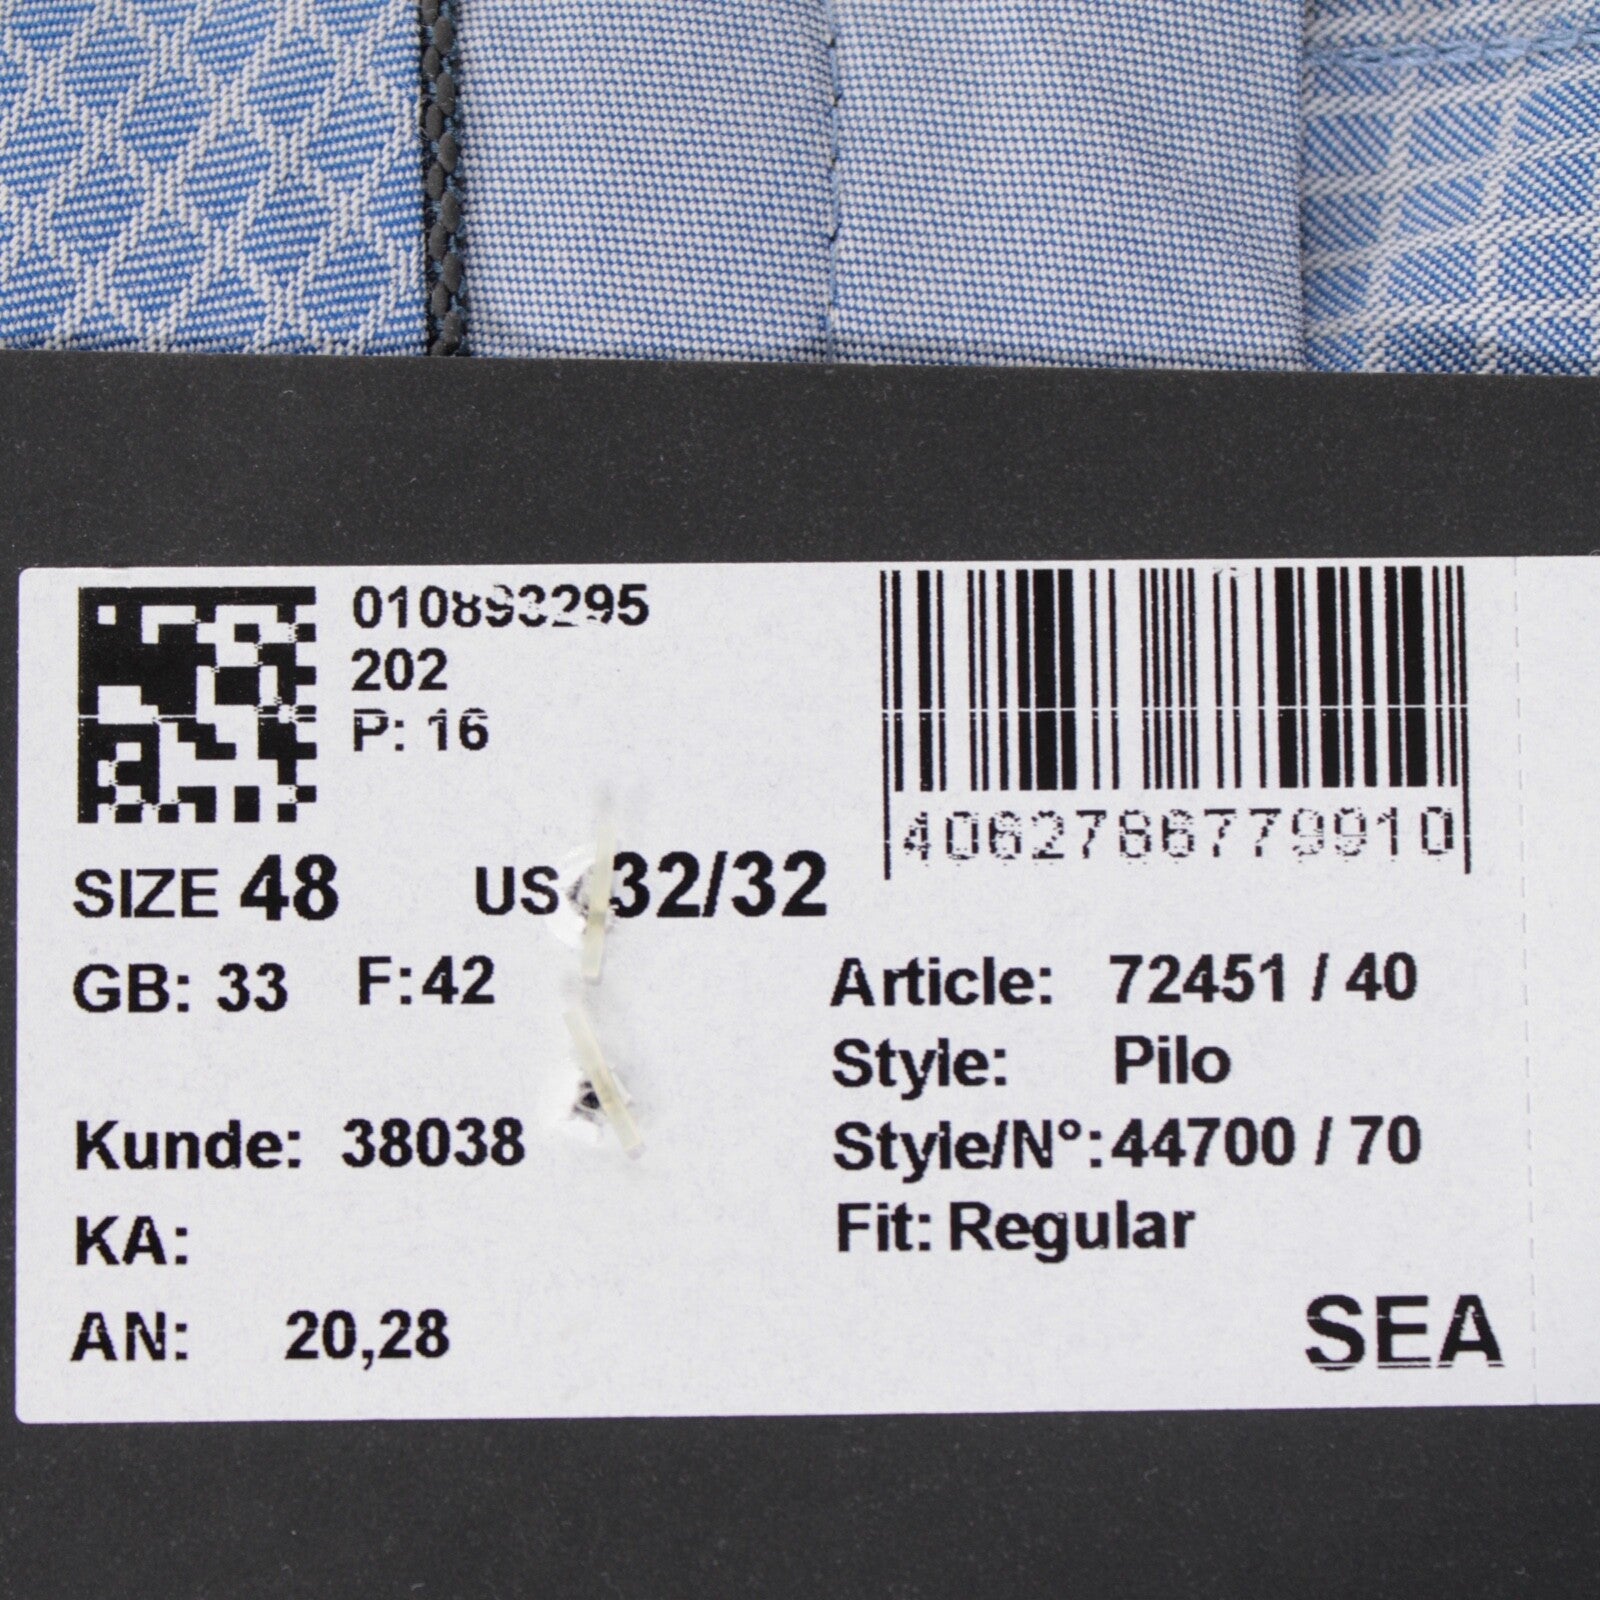 010893295
202
P: 16
4062786779910
SIZE 48 US 32/32
GB: 33 F:42
Article: 72451 / 40
Style: Pilo
Kunde: 38038
Style/N°:44700 / 70
KA:
Fit: Regular
AN: 20,28
SEA